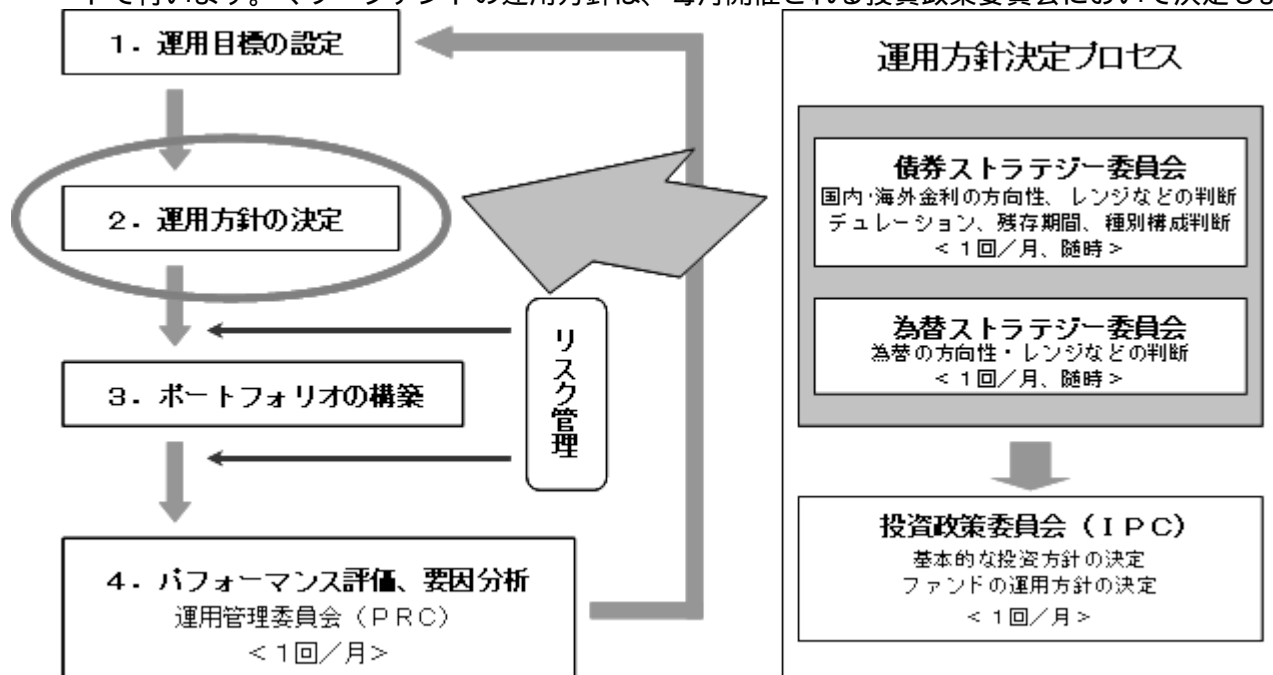 １．運用目標の設定
２．運用方針の決定
リスク管理
３．ポートフォリオの構築
４．パフォーマンス評価、要因分析
運用管理委員会（ＰＲＣ）
＜１回／月＞
運用方針決定プロセス
債券ストラテジー委員会
国内･海外金利の方向性、レンジなどの判断
デュレーション、残存期間、種別構成判断
＜１回／月、随時＞
為替ストラテジー委員会
為替の方向性・レンジなどの判断
＜１回／月、随時＞
投資政策委員会（ＩＰＣ）
基本的な投資方針の決定
ファンドの運用方針の決定
＜１回／月＞